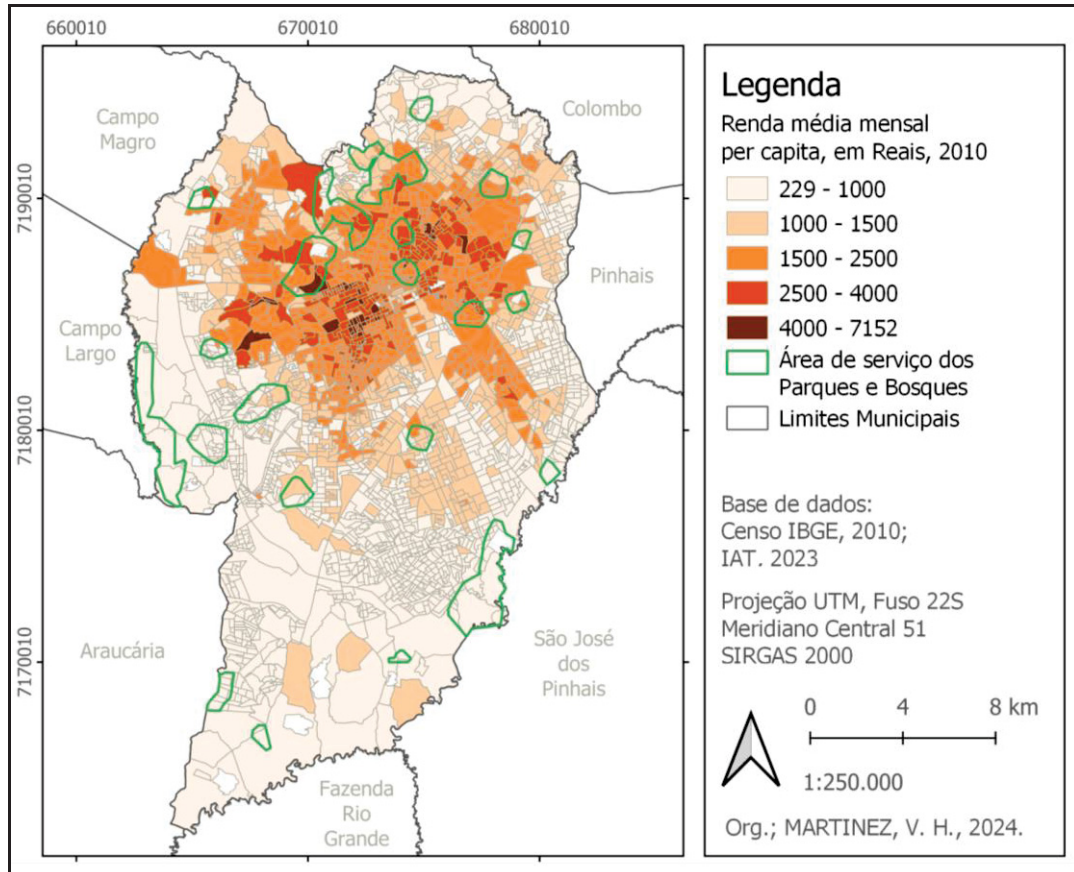 660010
670010
680010
7190010
7180010
7170010
Campo
Magro
Colombo
Pinhais
Campo
Largo
Araucária
São José
dos
Pinhais
Fazenda
Rio
Grande
Legenda
Renda média mensal
per capita, em Reais, 2010
229 - 1000
1000 - 1500
1500 - 2500
2500 - 4000
4000 - 7152
Área de serviço dos
Parques e Bosques
Limites Municipais
Base de dados:
Censo IBGE, 2010;
IAT. 2023
Projeção UTM, Fuso 22S
Meridiano Central 51
SIRGAS 2000
0 4 8 km
1:250.000
Org.; MARTINEZ, V. H., 2024.